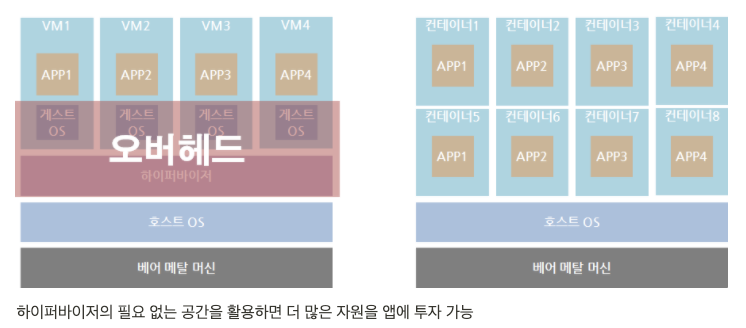 VM1 VM2 VM3 VM4
APP1 APP2 APP3 APP4
게스트 게스트 게스트 게스트
OS OS OS OS
오버헤드
하이퍼바이저
호스트 OS
베어 메탈 머신
컨테이너1 컨테이너2 컨테이너3 컨테이너4
APP1 APP2 APP3 APP4
컨테이너5 컨테이너6 컨테이너7 컨테이너8
APP1 APP2 APP3 APP4
호스트 OS
베어 메탈 머신
하이퍼바이저의 필요 없는 공간을 활용하면 더 많은 자원을 앱에 투자 가능